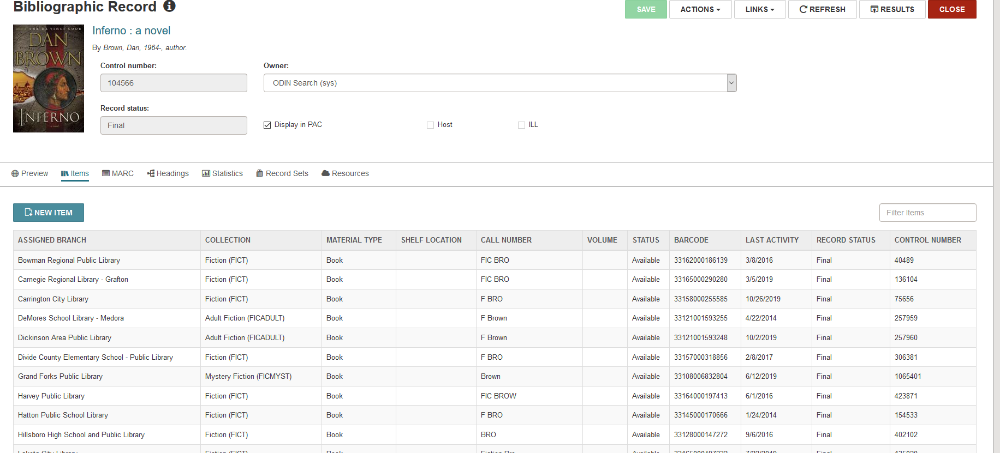 Bibliographic Record
SAVE ACTIONS LINKS REFRESH RESULTS CLOSE
THE DA VINCI CODE
DAN
BROWN
INFERNO
Inferno : a novel
By Brown, Dan, 1964-, author.
Control number: Owner:
104566 ODIN Search (sys)
Record status:
Final Display in PAC Host ILL
Preview Items MARC Headings Statistics Record Sets Resources
NEW ITEM Filter Items
ASSIGNED BRANCH COLLECTION MATERIAL TYPE SHELF LOCATION CALL NUMBER VOLUME STATUS BARCODE LAST ACTIVITY RECORD STATUS CONTROL NUMBER
Bowman Regional Public Library Fiction (FICT) Book FIC BRO Available 33162000186139 3/8/2016 Final 40489
Carnegie Regional Library - Grafton Fiction (FICT) Book FIC BRO Available 33165000290280 3/5/2019 Final 136104
Carrington City Library Fiction (FICT) Book F BRO Available 33158000255585 10/26/2019 Final 75656
DeMores School Library - Medora Adult Fiction (FICADULT) Book F Brown Available 33121001593255 4/22/2014 Final 257959
Dickinson Area Public Library Adult Fiction (FICADULT) Book F Brown Available 33121001593248 10/2/2019 Final 257960
Divide County Elementary School - Public Library Fiction (FICT) Book F BRO Available 33157000318856 2/8/2017 Final 306381
Grand Forks Public Library Mystery Fiction (FICMYST) Book Brown Available 33108006832804 6/12/2019 Final 1065401
Harvey Public Library Fiction (FICT) Book FIC BROW Available 33164000197413 6/1/2016 Final 423871
Hatton Public School Library Fiction (FICT) Book F BRO Available 33145000170666 1/24/2014 Final 154533
Hillsboro High School and Public Library Fiction (FICT) Book BRO Available 33128000147272 9/6/2016 Final 402102